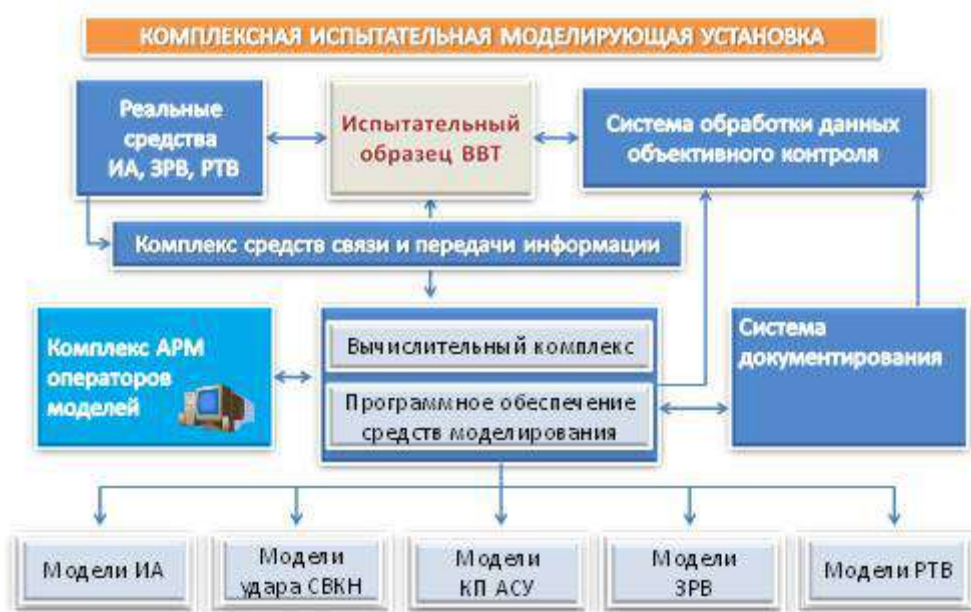 КОМПЛЕКСНАЯ ИСПЫТАТЕЛЬНАЯ МОДЕЛИРУЮЩАЯ УСТАНОВКА
Реальные
средства
ИА, ЗРВ, РТВ
Испытательный
образец ВВТ
Система обработки данных
объективного контроля
Комплекс средств связи и передачи информации
Комплекс АРМ
операторов
моделей
Вычислительный комплекс
Программное обеспечение
средств моделирования
Система
документирования
Модели ИА
Модели
удара СВКН
Модели
КП АСУ
Модели
ЗРВ
Модели РТВ